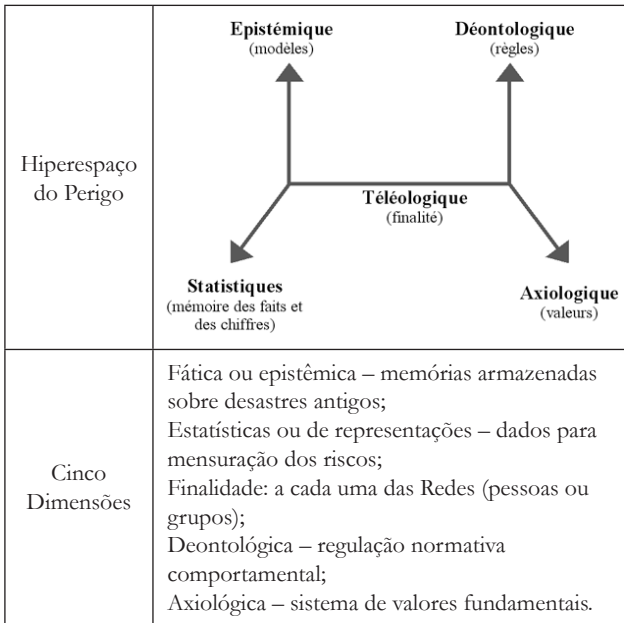 Hiperespaço
do Perigo
Epistémique
(modèles)
Déontologique
(règles)
Téléologique
(finalité)
Statistiques
(mémoire des faits et
des chiffres)
Axiologique
(valeurs)
Cinco
Dimensões
Fática ou epistêmica – memórias armazenadas
sobre desastres antigos;
Estatísticas ou de representações – dados para
mensuração dos riscos;
Finalidade: a cada uma das Redes (pessoas ou
grupos);
Deontológica – regulação normativa
comportamental;
Axiológica – sistema de valores fundamentais.